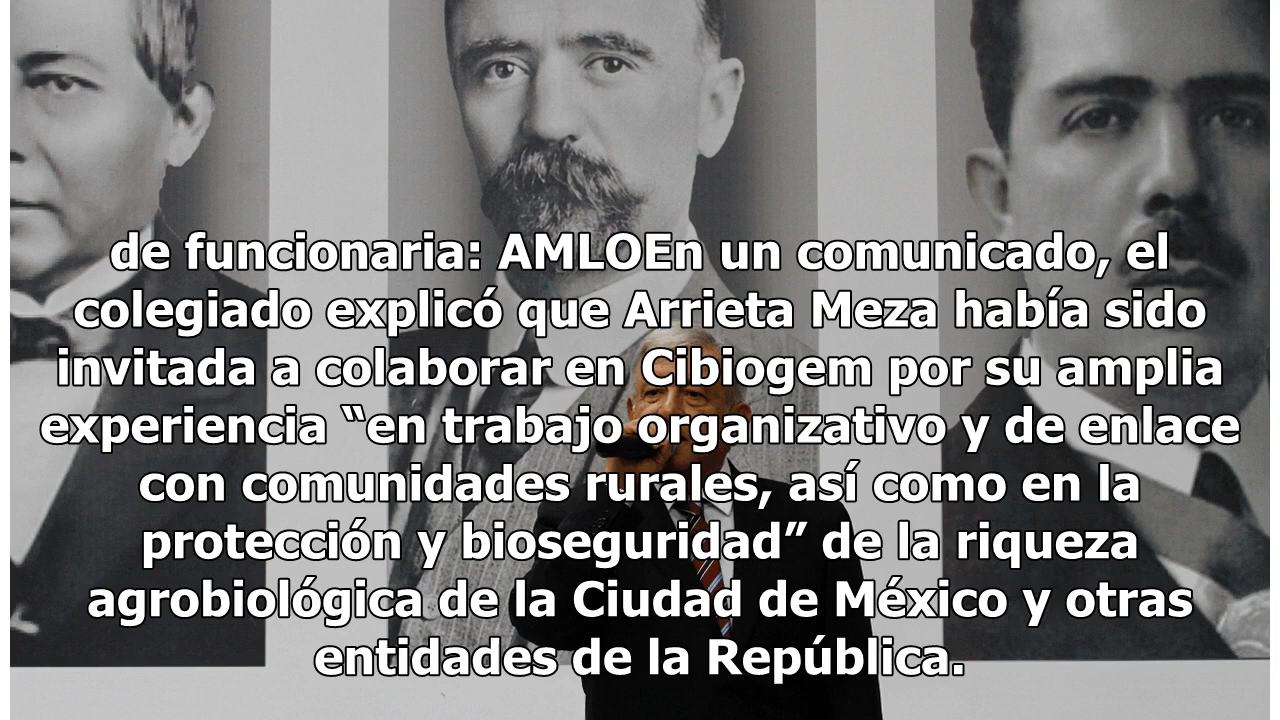 de funcionaria: AMLOEn un comunicado, el
colegiado explicó que Arrieta Meza había sido
invitada a colaborar en Cibiogem por su amplia
experiencia “en trabajo organizativo y de enlace
con comunidades rurales, así como en la
protección y bioseguridad” de la riqueza
agrobiológica de la Ciudad de México y otras
entidades de la República.